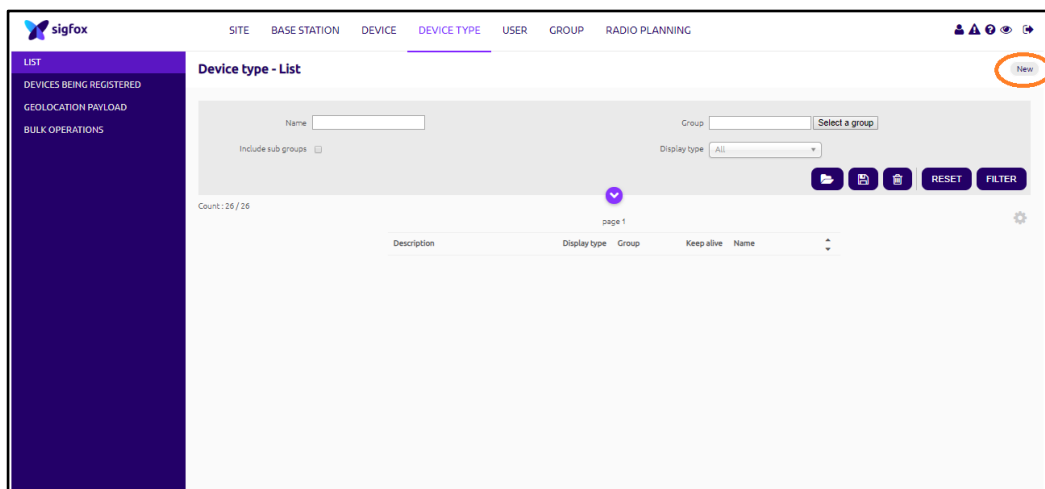 sigfox
SITE BASE STATION DEVICE DEVICE TYPE USER GROUP RADIO PLANNING
LIST
DEVICES BEING REGISTERED
GEOLOCATION PAYLOAD
BULK OPERATIONS
Device type - List
New
Name
Group Select a group
Include sub groups
Display type All
RESET FILTER
Count : 26 / 26
page 1
Description Display type Group Keep alive Name